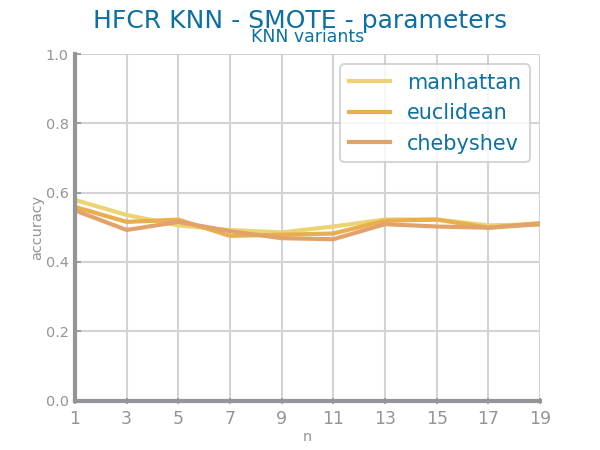 HFCR KNN - SMOTE - parameters
KNN variants
manhattan
euclidean
chebyshev
accuracy
1.0
0.8
0.6
0.4
0.2
0.0
1 3 5 7 9 11 13 15 17 19
n